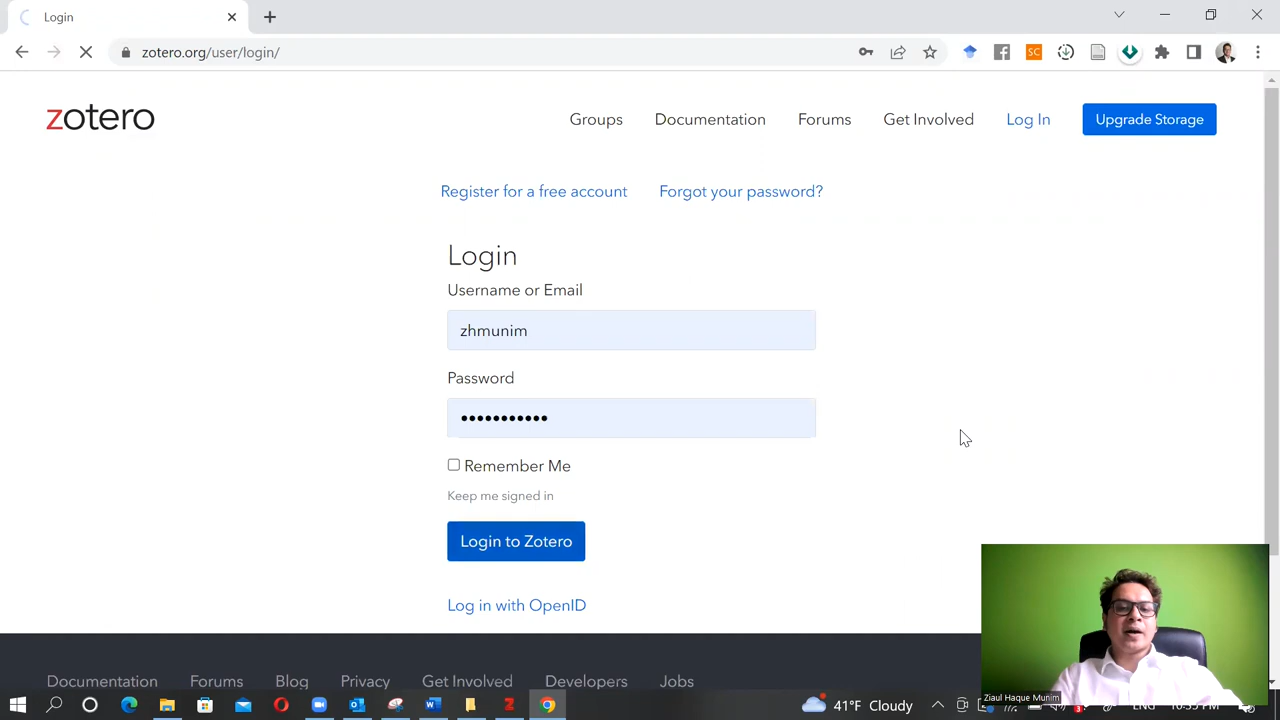 Login
zotero.org/user/login/
SC
zotero
Groups
Documentation
Forums
Get Involved
Log In
Upgrade Storage
Register for a free account
Forgot your password?
Login
Username or Email
zhmunim
Password
•••••••••••
Remember Me
Keep me signed in
Login to Zotero
Log in with OpenID
Documentation
Forums
Blog
Privacy
Get Involved
Developers
Jobs
Ziaul Haque Munim
41°F Cloudy